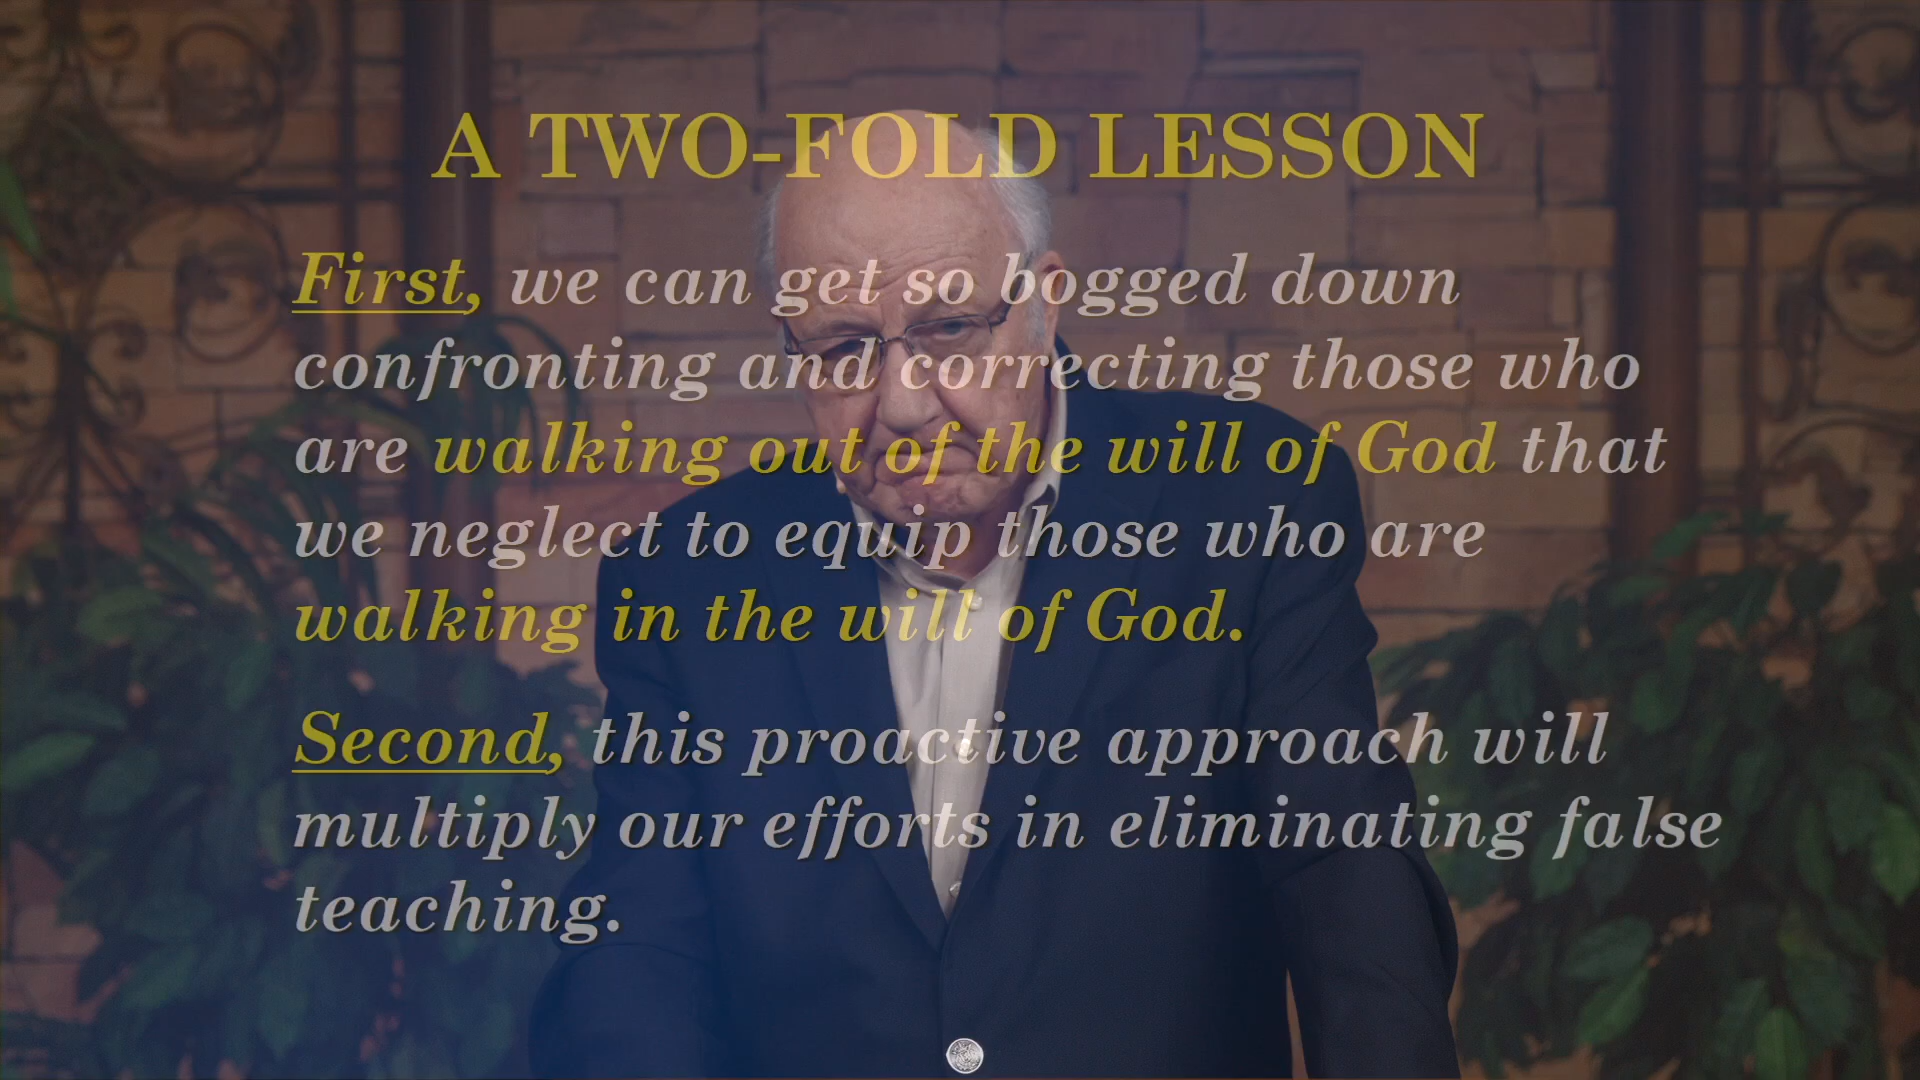 A TWO-FOLD LESSON
First, we can get so bogged down
confronting and correcting those who
are walking out of the will of God that
we neglect to equip those who are
walking in the will of God.
Second, this proactive approach will
multiply our efforts in eliminating false
teaching.